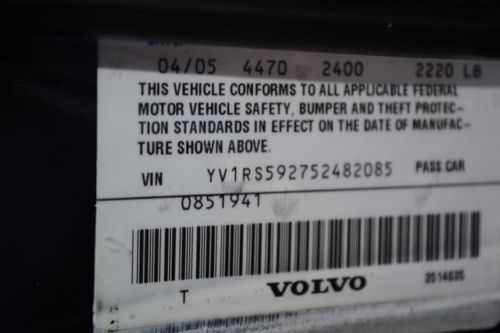 DATE:
04/05 4470 2400 2220 LB
THIS VEHICLE CONFORMS TO ALL APPLICABLE FEDERAL
MOTOR VEHICLE SAFETY, BUMPER AND THEFT PROTEC-
TION STANDARDS IN EFFECT ON THE DATE OF MANUFAC-
TURE SHOWN ABOVE.
VIN YV1RS592752482085 PASS.CAR
0851941
T VOLVO 3514685